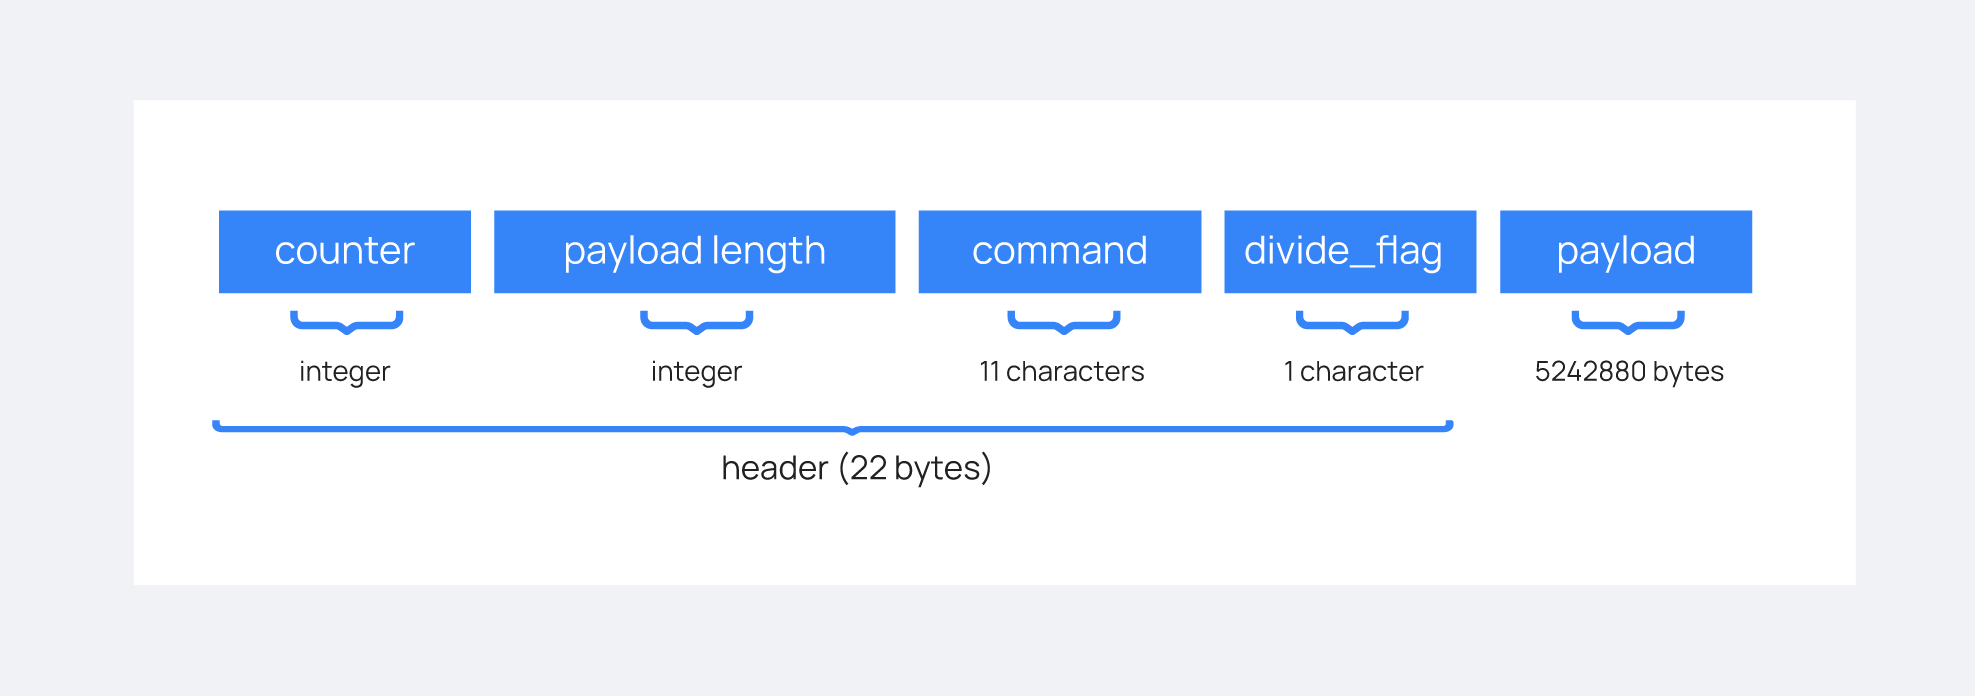 counter payload length command divide_flag payload
integer integer 11 characters 1 character 5242880 bytes
header (22 bytes)